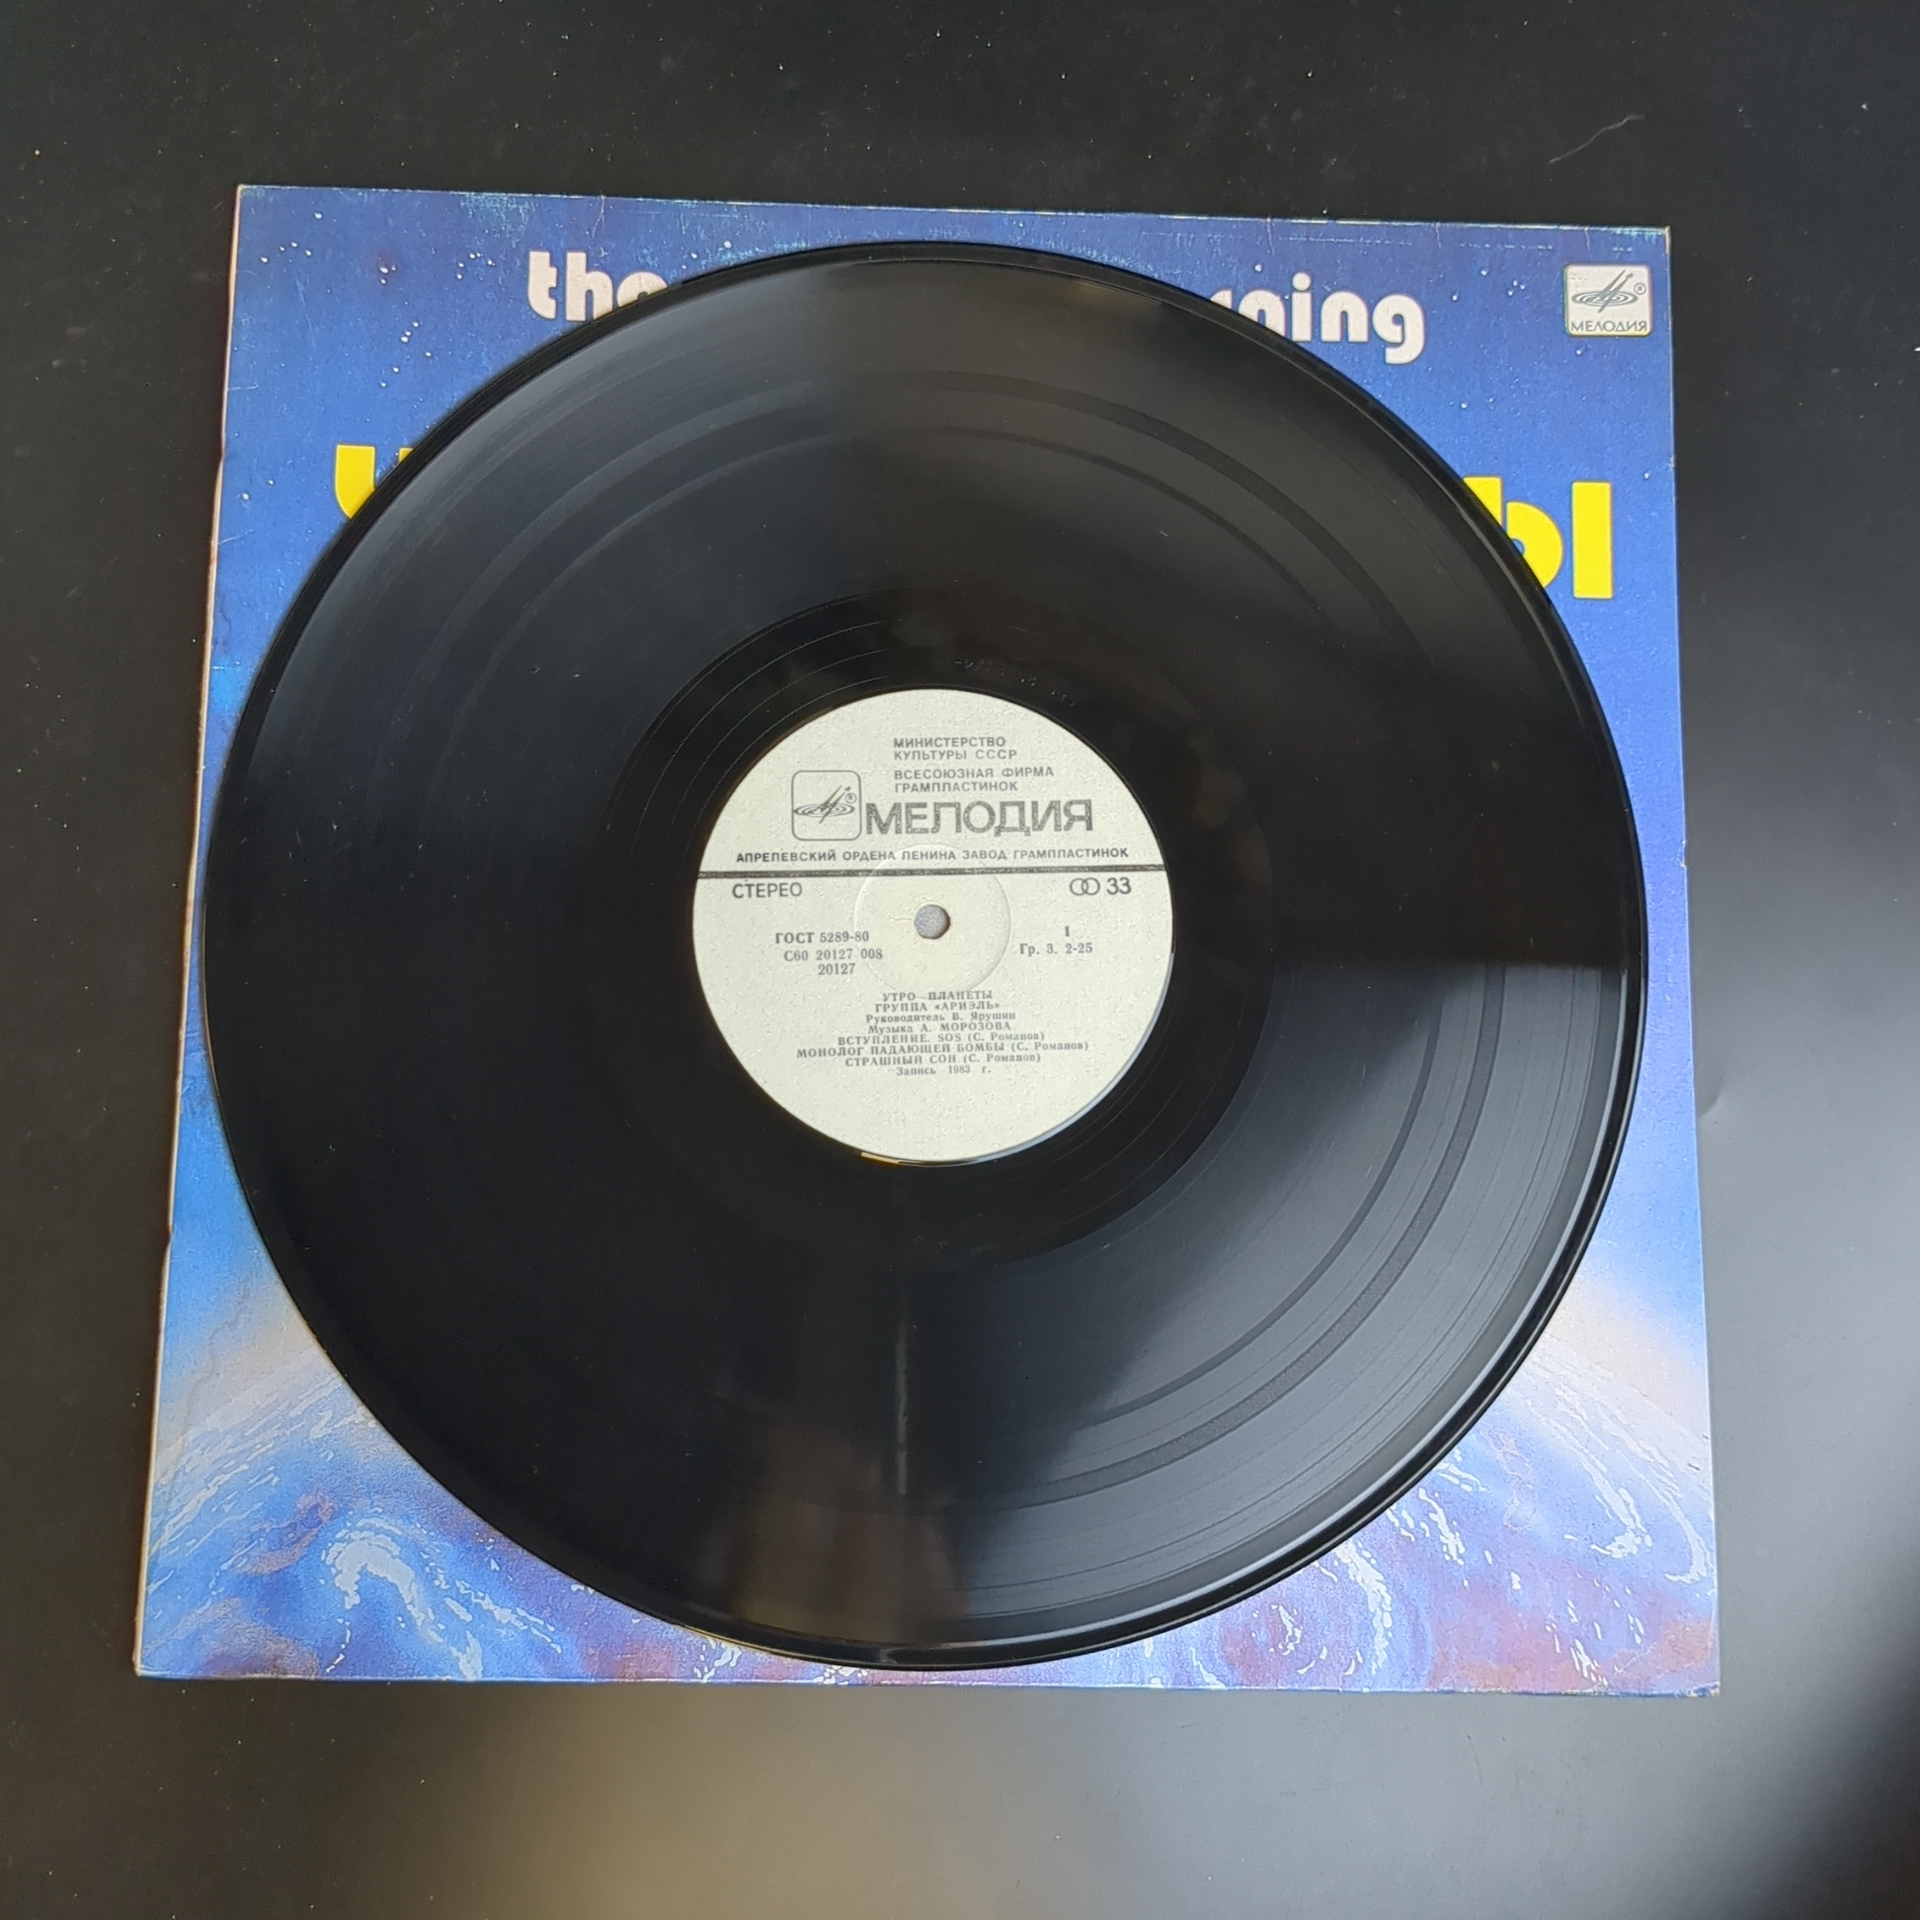 МЕЛОДИЯ
МИНИСТЕРСТВО
КУЛЬТУРЫ СССР
ВСЕСОЮЗНАЯ ФИРМА
ГРАМПЛАСТИНОК
МЕЛОДИЯ
АПРЕЛЕВСКИЙ ОРДЕНА ЛЕНИНА ЗАВОД ГРАМПЛАСТИНОК
СТЕРЕО 33
ГОСТ 5289-80 1
С60 20127 008 Гр. 3. 2-25
20127
УТРО ПЛАНЕТЫ
ГРУППА «АРИЭЛЬ»
Руководитель В. Ярушин
Музыка А. МОРОЗОВА
ВСТУПЛЕНИЕ. SOS (С. Романов)
МОНОЛОГ ПАДАЮЩЕЙ БОМБЫ (С. Романов)
СТРАШНЫЙ СОН (С. Романов)
Запись 1983 г.